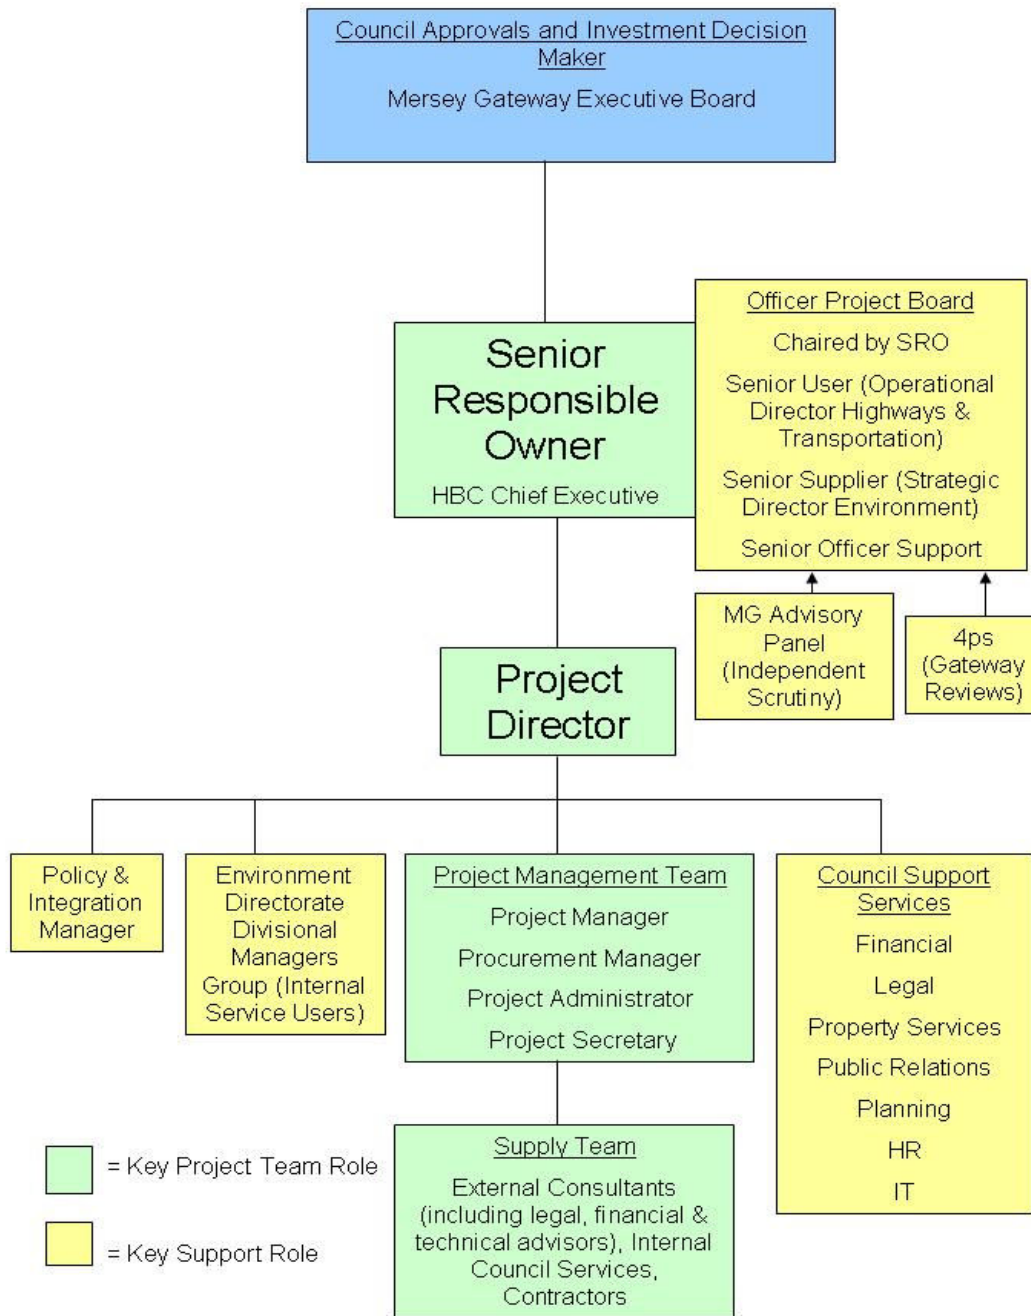 Council Approvals and Investment Decision
Maker
Mersey Gateway Executive Board
Senior
Responsible
Owner
HBC Chief Executive
Officer Project Board
Chaired by SRO
Senior User (Operational
Director Highways &
Transportation)
Senior Supplier (Strategic
Director Environment)
Senior Officer Support
MG Advisory
Panel
(Independent
Scrutiny)
4ps
(Gateway
Reviews)
Project
Director
Policy &
Integration
Manager
Environment
Directorate
Divisional
Managers
Group (Internal
Service Users)
Project Management Team
Project Manager
Procurement Manager
Project Administrator
Project Secretary
Council Support
Services
Financial
Legal
Property Services
Public Relations
Planning
HR
IT
Supply Team
External Consultants
(including legal, financial &
technical advisors), Internal
Council Services,
Contractors
= Key Project Team Role
= Key Support Role